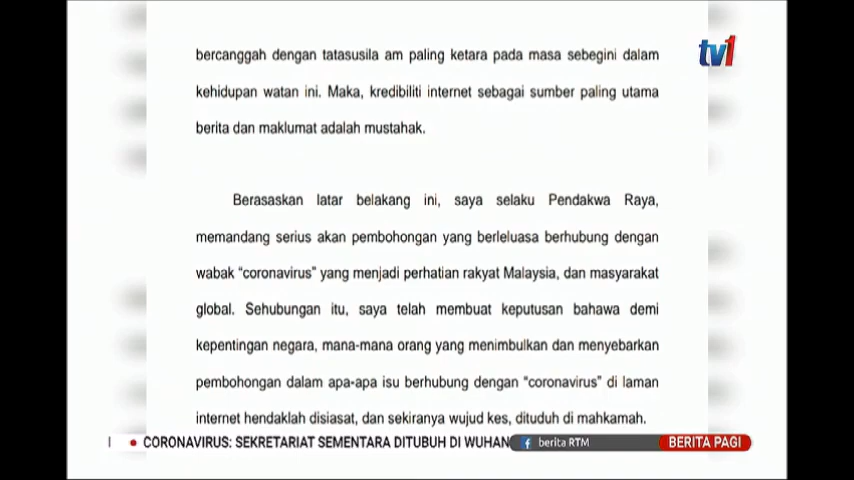 tv1
bercanggah dengan tatasusila am paling ketara pada masa sebegini dalam
kehidupan watan ini. Maka, kredibiliti internet sebagai sumber paling utama
berita dan maklumat adalah mustahak.
Berasaskan latar belakang ini, saya selaku Pendakwa Raya,
memandang serius akan pembohongan yang berleluasa berhubung dengan
wabak “coronavirus” yang menjadi perhatian rakyat Malaysia, dan masyarakat
global. Sehubungan itu, saya telah membuat keputusan bahawa demi
kepentingan negara, mana-mana orang yang menimbulkan dan menyebarkan
pembohongan dalam apa-apa isu berhubung dengan “coronavirus” di laman
internet hendaklah disiasat, dan sekiranya wujud kes, dituduh di mahkamah.
CORONAVIRUS: SEKRETARIAT SEMENTARA DITUBUH DI WUHAN
f berita RTM
BERITA PAGI